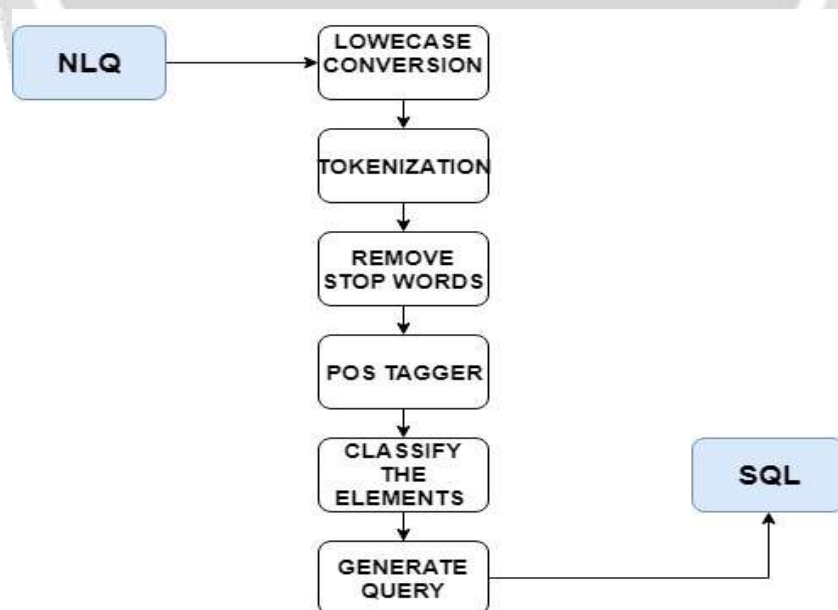 NLQ
LOWECASE
CONVERSION
TOKENIZATION
REMOVE
STOP WORDS
POS TAGGER
CLASSIFY
THE
ELEMENTS
SQL
GENERATE
QUERY